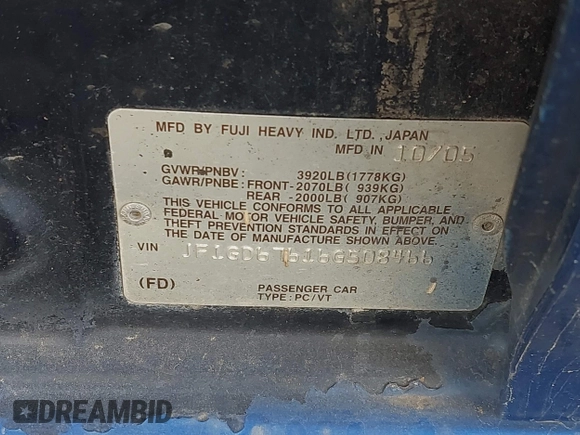 MFD BY FUJI HEAVY IND. LTD.,JAPAN
MFD IN 10/05
GVWR/PNBV: 3920LB(1778KG)
GAWR/PNBE: FRONT-2070LB( 939KG)
REAR -2000LB( 907KG)
THIS VEHICLE CONFORMS TO ALL APPLICABLE
FEDERAL MOTOR VEHICLE SAFETY, BUMPER, AND
THEFT PREVENTION STANDARDS IN EFFECT ON
THE DATE OF MANUFACTURE SHOWN ABOVE.
VIN JF1GD67616G508466
(FD) PASSENGER CAR
TYPE: PC/VT
DREAMBID